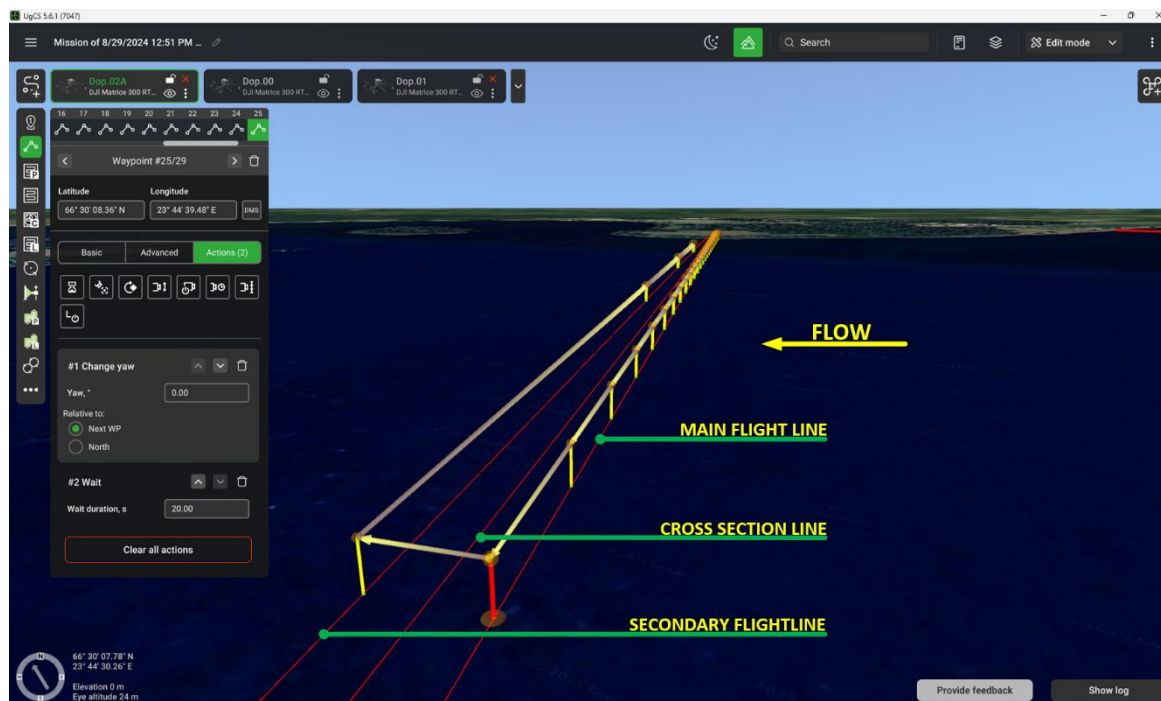 UgCS 5.6.1 (7047)
Mission of 8/29/2024 12:51 PM ...
Search
Edit mode
Dop.02A
DJI Matrice 300 RT...
Dop.00
DJI Matrice 300 RT...
Dop.01
DJI Matrice 300 RT...
16 17 18 19 20 21 22 23 24 25
Waypoint #25/29
Latitude Longitude
66° 30' 08.36" N 23° 44' 39.48" E DMS
Basic Advanced Actions (2)
#1 Change yaw
Yaw, ° 0.00
Relative to:
Next WP
North
#2 Wait
Wait duration, s 20.00
Clear all actions
FLOW
MAIN FLIGHT LINE
CROSS SECTION LINE
SECONDARY FLIGHTLINE
N
66° 30' 07.78" N
23° 44' 30.26" E
Elevation 0 m
Eye altitude 24 m
Provide feedback Show log